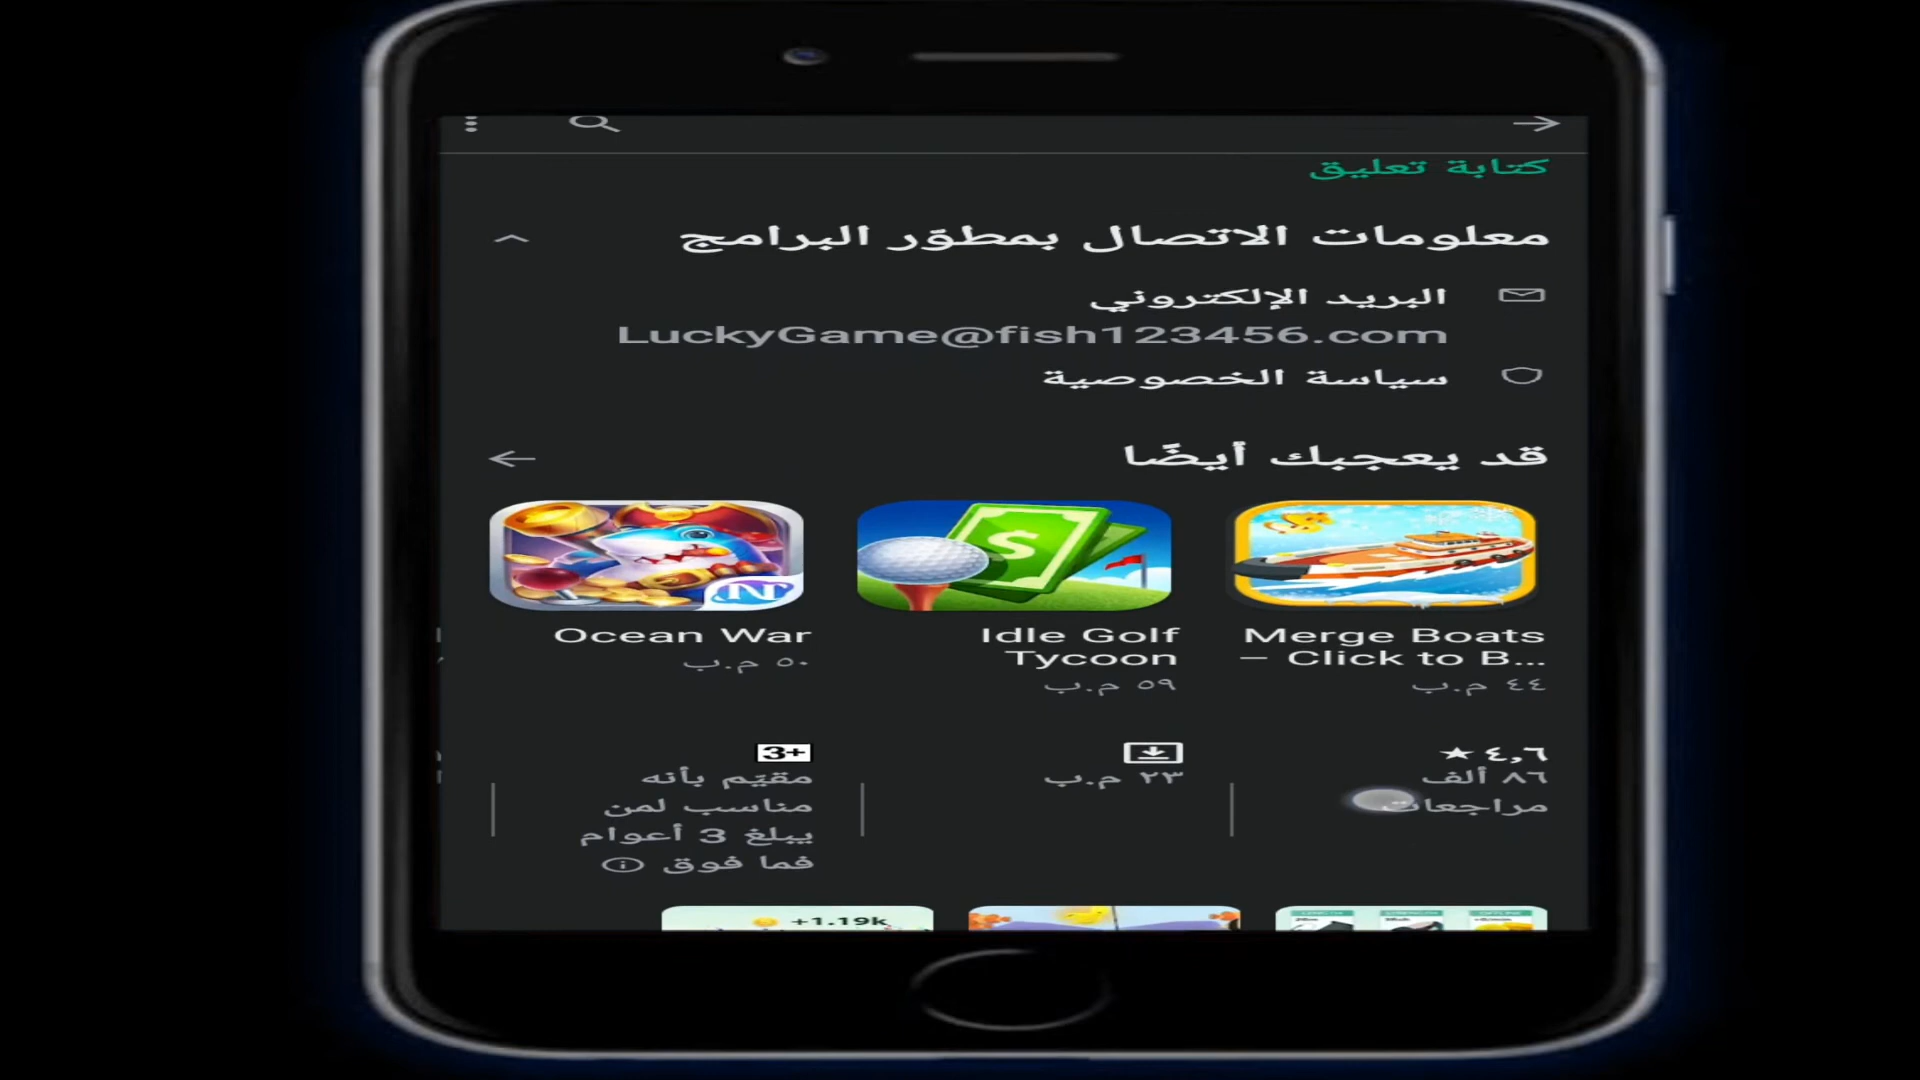 كتابة تعليق
معلومات الاتصال بمطوّر البرامج
البريد الإلكتروني
LuckyGame@fish123456.com
سياسة الخصوصية
قد يعجبك أيضًا
Merge Boats
– Click to B...
٤٤ م.ب
Idle Golf
Tycoon
٥٩ م.ب
Ocean War
٥٠ م.ب
N
٤,٦ ★
٨٦ ألف
مراجعات
٢٣ م.ب
3+
مقيّم بأنه
مناسب لمن
يبلغ 3 أعوام
فما فوق
+1.19k